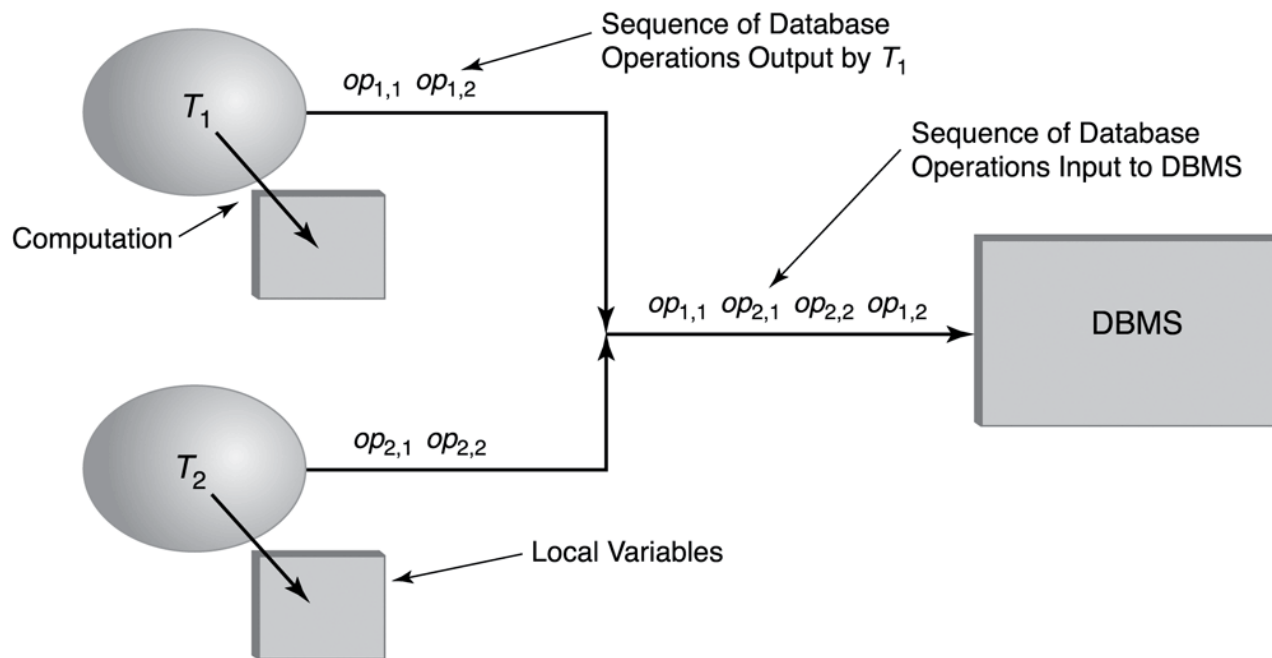 Sequence of Database
Operations Output by T₁
op₁,₁ op₁,₂
T₁
Sequence of Database
Operations Input to DBMS
Computation
op₁,₁ op₂,₁ op₂,₂ op₁,₂
DBMS
op₂,₁ op₂,₂
T₂
Local Variables